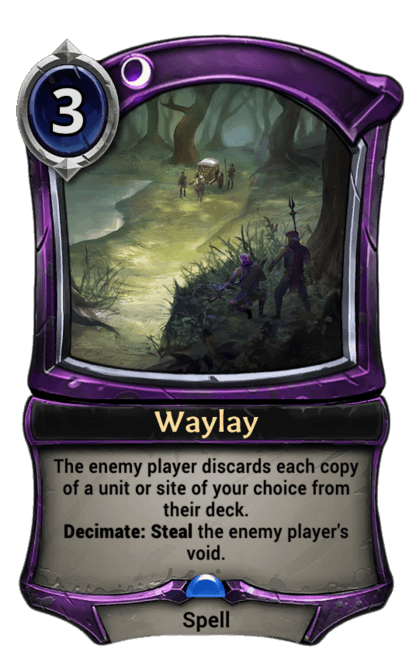 3
Waylay
The enemy player discards each copy
of a unit or site of your choice from
their deck.
Decimate: Steal the enemy player's
void.
Spell